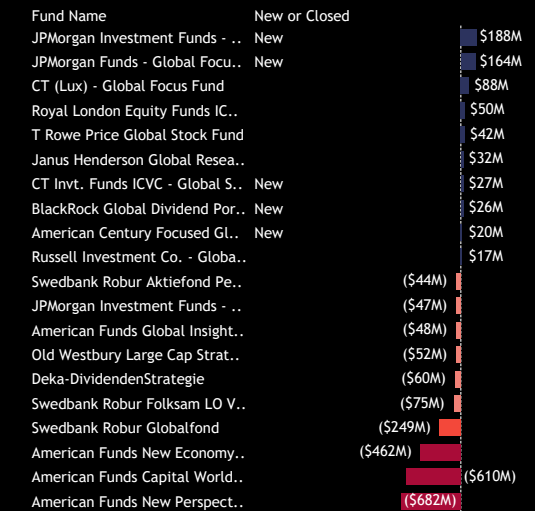 Fund Name New or Closed
JPMorgan Investment Funds - .. New $188M
JPMorgan Funds - Global Focu.. New $164M
CT (Lux) - Global Focus Fund $88M
Royal London Equity Funds IC.. $50M
T Rowe Price Global Stock Fund $42M
Janus Henderson Global Resea.. $32M
CT Invt. Funds ICVC - Global S.. New $27M
BlackRock Global Dividend Por.. New $26M
American Century Focused Gl.. New $20M
Russell Investment Co. - Globa.. $17M
Swedbank Robur Aktiefond Pe.. ($44M)
JPMorgan Investment Funds - .. ($47M)
American Funds Global Insight.. ($48M)
Old Westbury Large Cap Strat.. ($52M)
Deka-DividendenStrategie ($60M)
Swedbank Robur Folksam LO V.. ($75M)
Swedbank Robur Globalfond ($249M)
American Funds New Economy.. ($462M)
American Funds Capital World.. ($610M)
American Funds New Perspect.. ($682M)